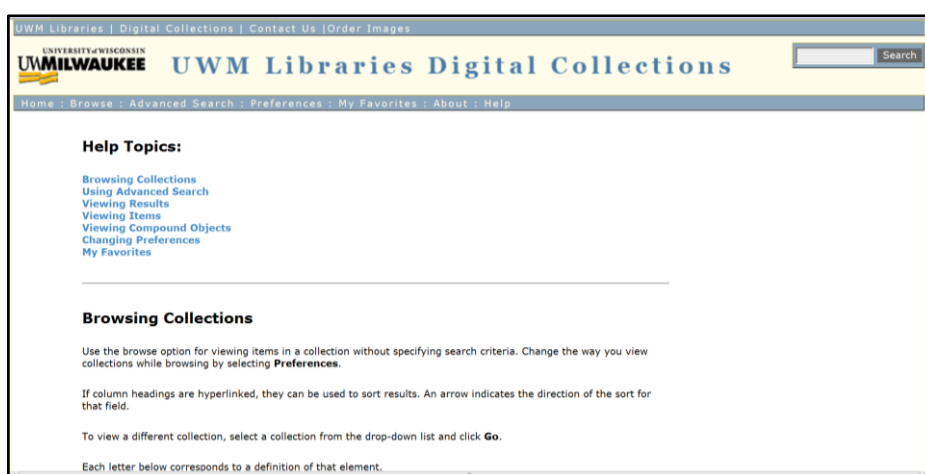 UWM Libraries | Digital Collections | Contact Us |Order Images
UNIVERSITY of WISCONSIN
UWMILWAUKEE
UWM Libraries Digital Collections
Search
Home : Browse : Advanced Search : Preferences : My Favorites : About : Help
Help Topics:
Browsing Collections
Using Advanced Search
Viewing Results
Viewing Items
Viewing Compound Objects
Changing Preferences
My Favorites
Browsing Collections
Use the browse option for viewing items in a collection without specifying search criteria. Change the way you view
collections while browsing by selecting Preferences.
If column headings are hyperlinked, they can be used to sort results. An arrow indicates the direction of the sort for
that field.
To view a different collection, select a collection from the drop-down list and click Go.
Each letter below corresponds to a definition of that element.